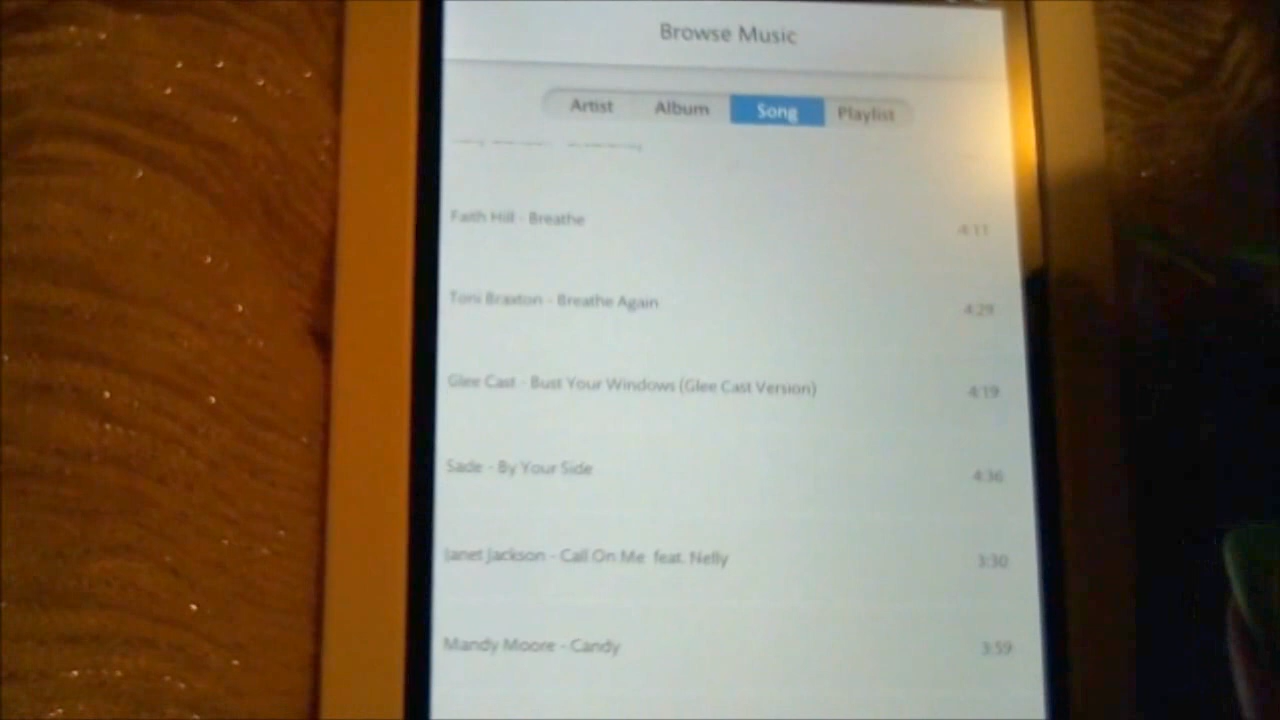 Browse Music
Artist Album Song Playlist
Faith Hill - Breathe 4:11
Toni Braxton - Breathe Again 4:29
Glee Cast - Bust Your Windows (Glee Cast Version) 4:19
Sade - By Your Side 4:36
Janet Jackson - Call On Me feat. Nelly 3:30
Mandy Moore - Candy 3:59